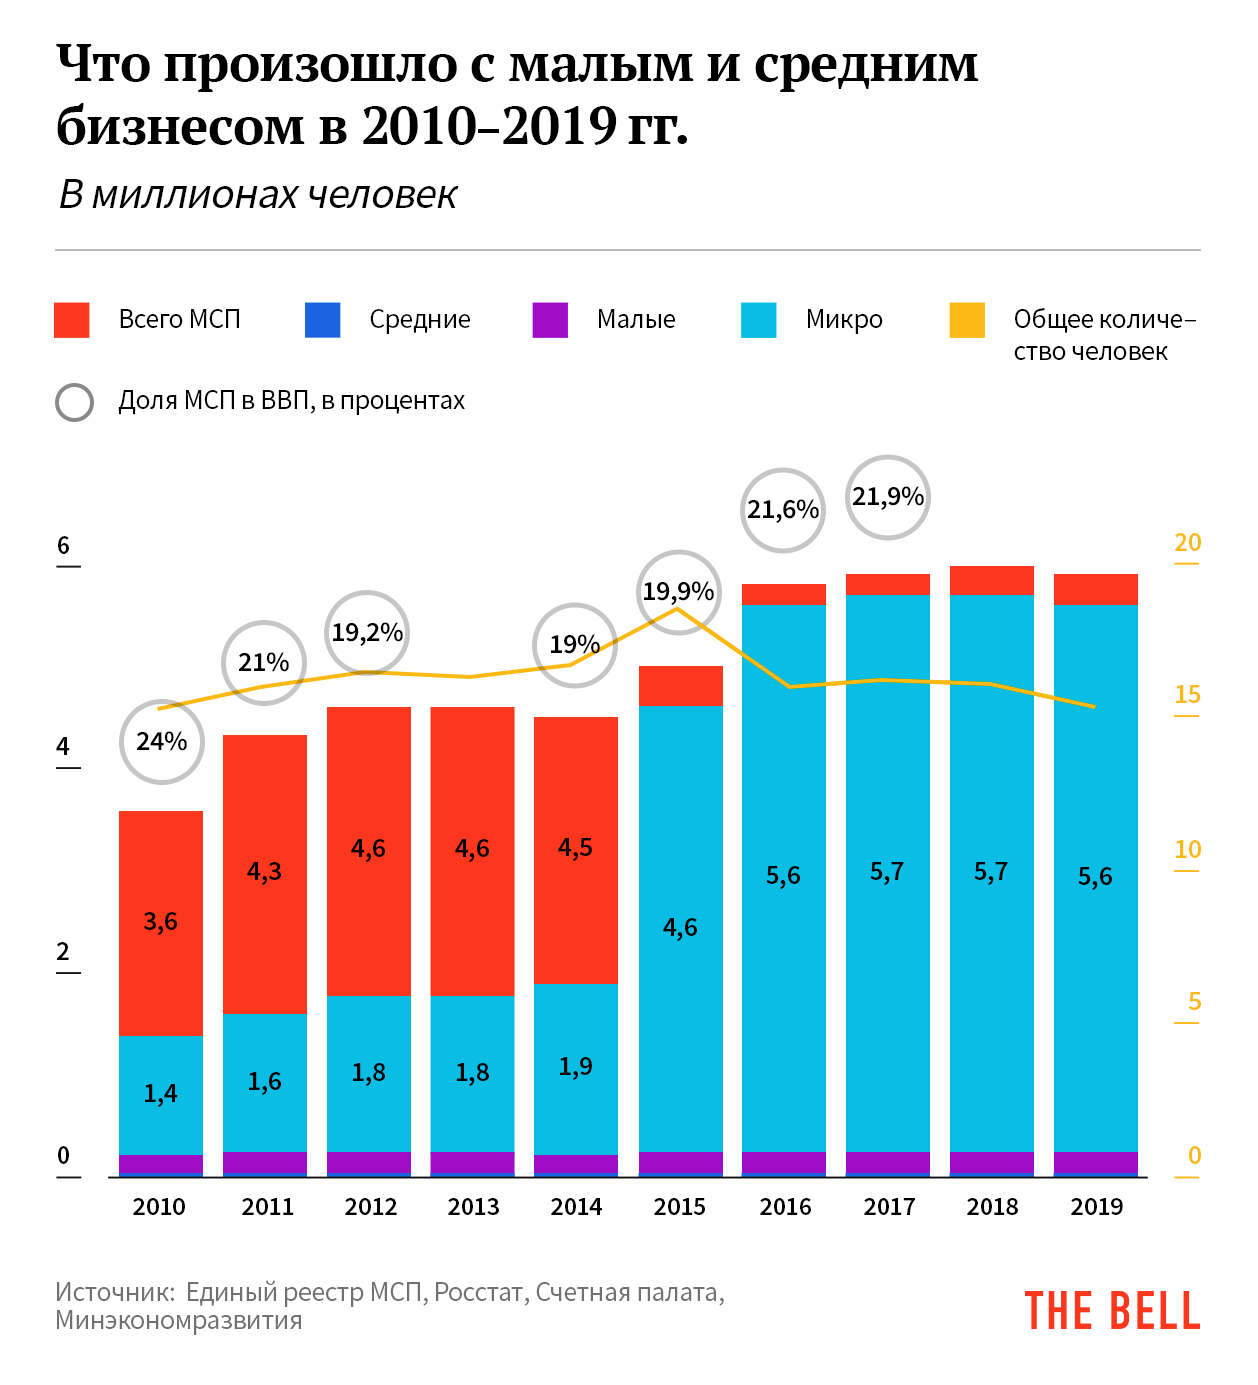 Что произошло с малым и средним
бизнесом в 2010–2019 гг.
В миллионах человек
Всего МСП
Средние
Малые
Микро
Общее количе–
ство человек
Доля МСП в ВВП, в процентах
21,9%
21,6%
6
20
19,9%
19,2%
19%
21%
15
24%
4
4,6
4,6
4,5
10
4,3
5,7
5,7
5,6
5,6
3,6
4,6
2
5
1,9
1,8
1,8
1,6
1,4
0
0
2010 2011 2012 2013 2014 2015 2016 2017 2018 2019
Источник: Единый реестр МСП, Росстат, Счетная палата,
Минэкономразвития
THE BELL